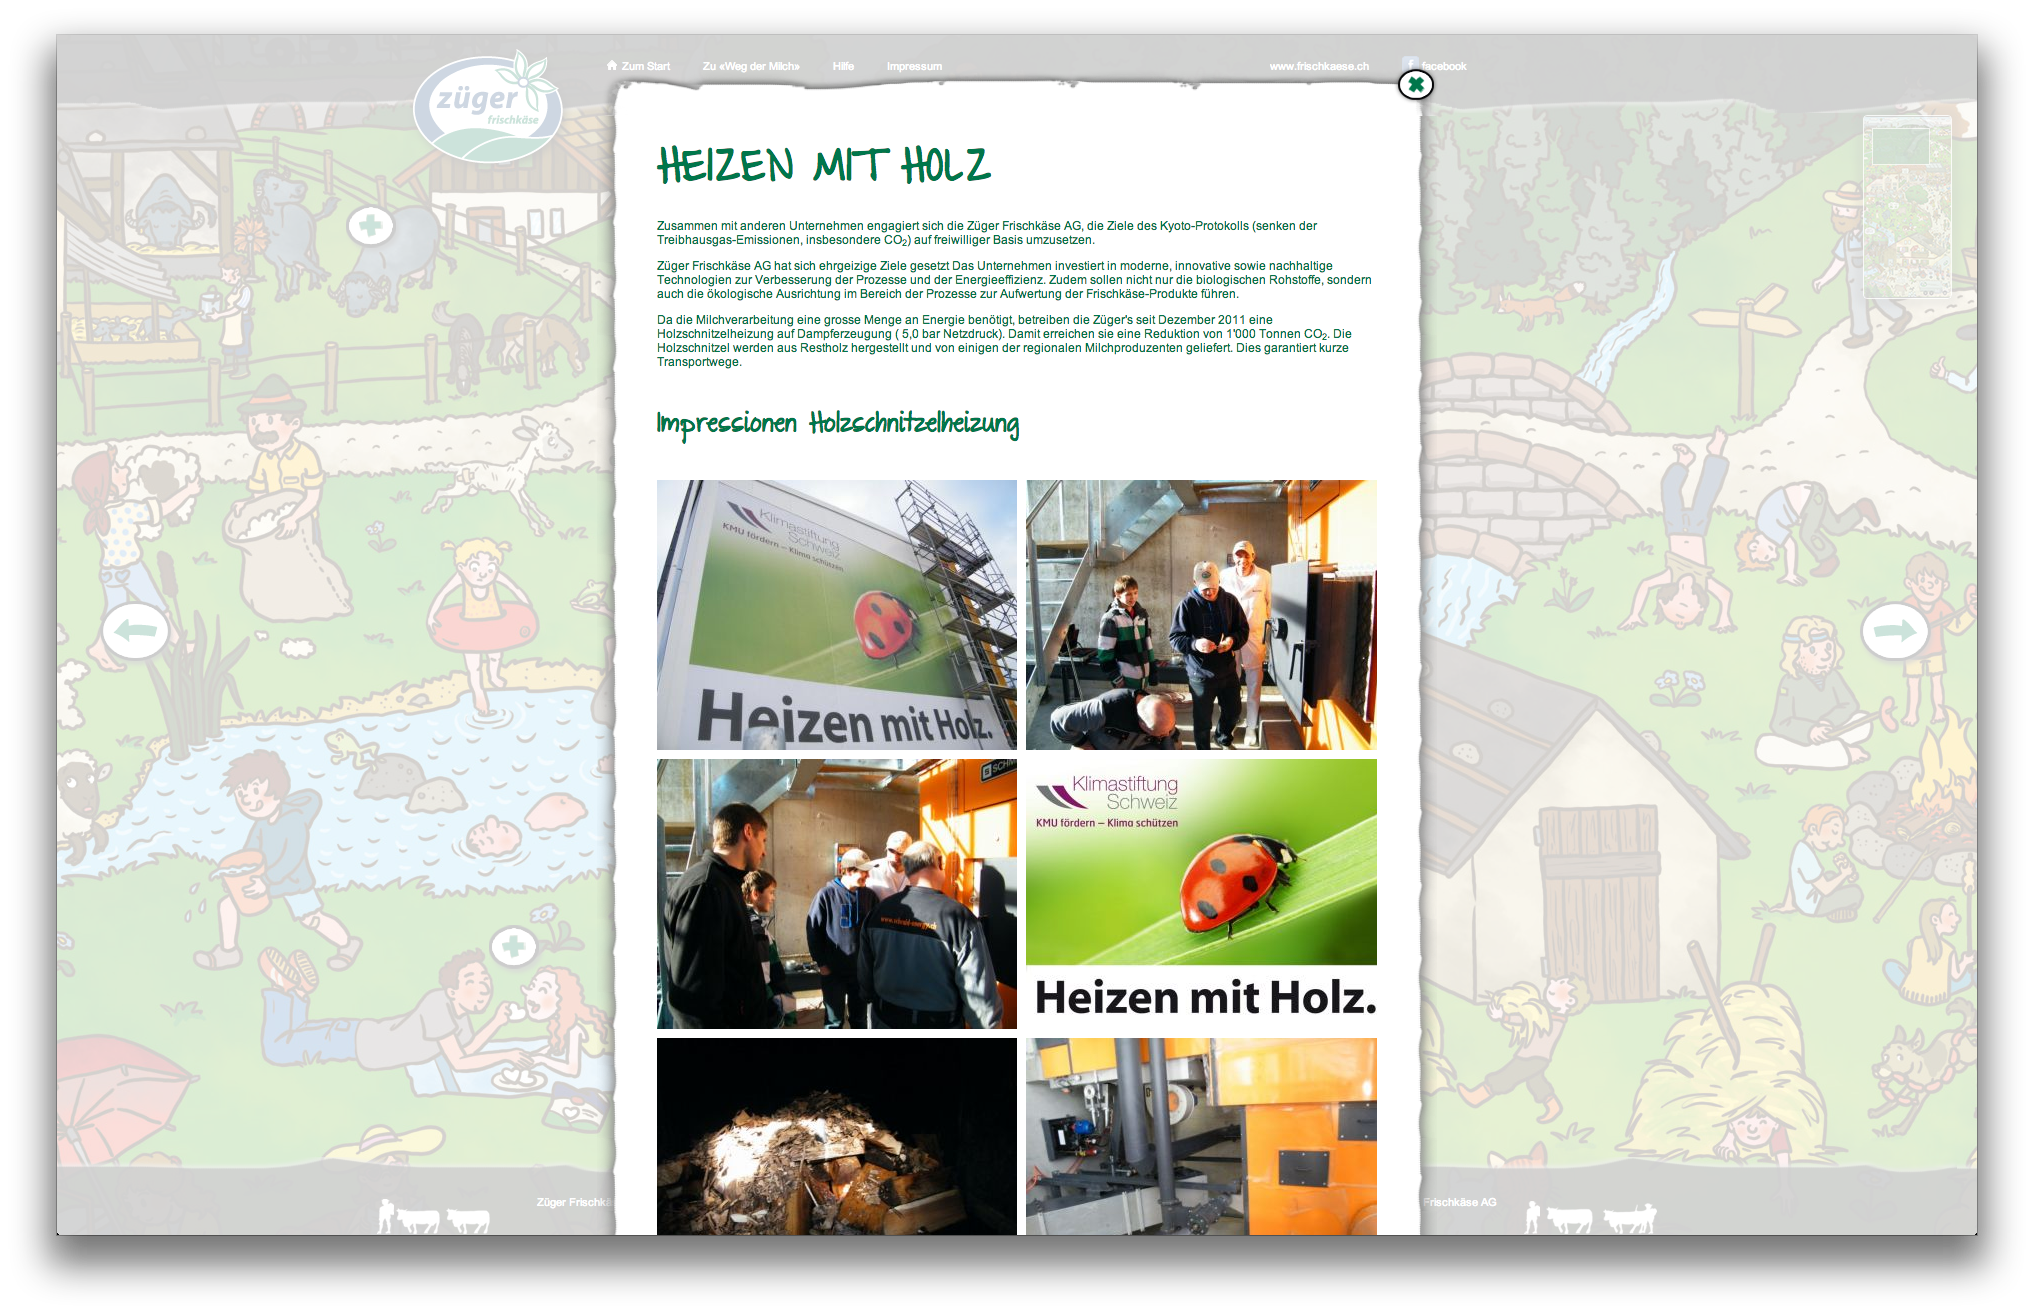 Zum Start Zu «Weg der Milch» Hilfe Impressum www.frischkaese.ch facebook
züger
frischkäse
HEIZEN MIT HOLZ
Zusammen mit anderen Unternehmen engagiert sich die Züger Frischkäse AG, die Ziele des Kyoto-Protokolls (senken der
Treibhausgas-Emissionen, insbesondere CO2) auf freiwilliger Basis umzusetzen.
Züger Frischkäse AG hat sich ehrgeizige Ziele gesetzt Das Unternehmen investiert in moderne, innovative sowie nachhaltige
Technologien zur Verbesserung der Prozesse und der Energieeffizienz. Zudem sollen nicht nur die biologischen Rohstoffe, sondern
auch die ökologische Ausrichtung im Bereich der Prozesse zur Aufwertung der Frischkäse-Produkte führen.
Da die Milchverarbeitung eine grosse Menge an Energie benötigt, betreiben die Züger's seit Dezember 2011 eine
Holzschnitzelheizung auf Dampferzeugung ( 5,0 bar Netzdruck). Damit erreichen sie eine Reduktion von 1'000 Tonnen CO2. Die
Holzschnitzel werden aus Restholz hergestellt und von einigen der regionalen Milchproduzenten geliefert. Dies garantiert kurze
Transportwege.
Impressionen Holzschnitzelheizung
Klimastiftung
Schweiz
KMU fördern – Klima schützen
Heizen mit Holz.
SCHM
Klimastiftung
Schweiz
KMU fördern – Klima schützen
Heizen mit Holz.
Züger Frischkä
Frischkäse AG